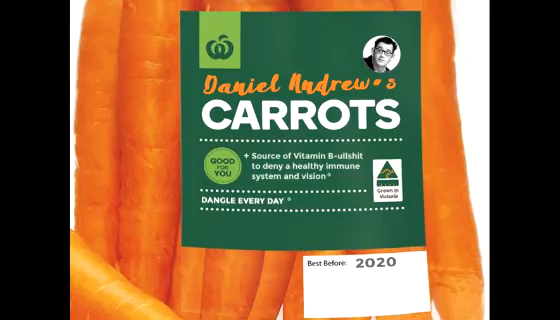 Daniel Andrew's
CARROTS
GOOD
FOR
YOU
+ Source of Vitamin B-ullshit
to deny a healthy immune
system and vision*
DANGLE EVERY DAY *
Grown in
Victoria
Best Before: 2020